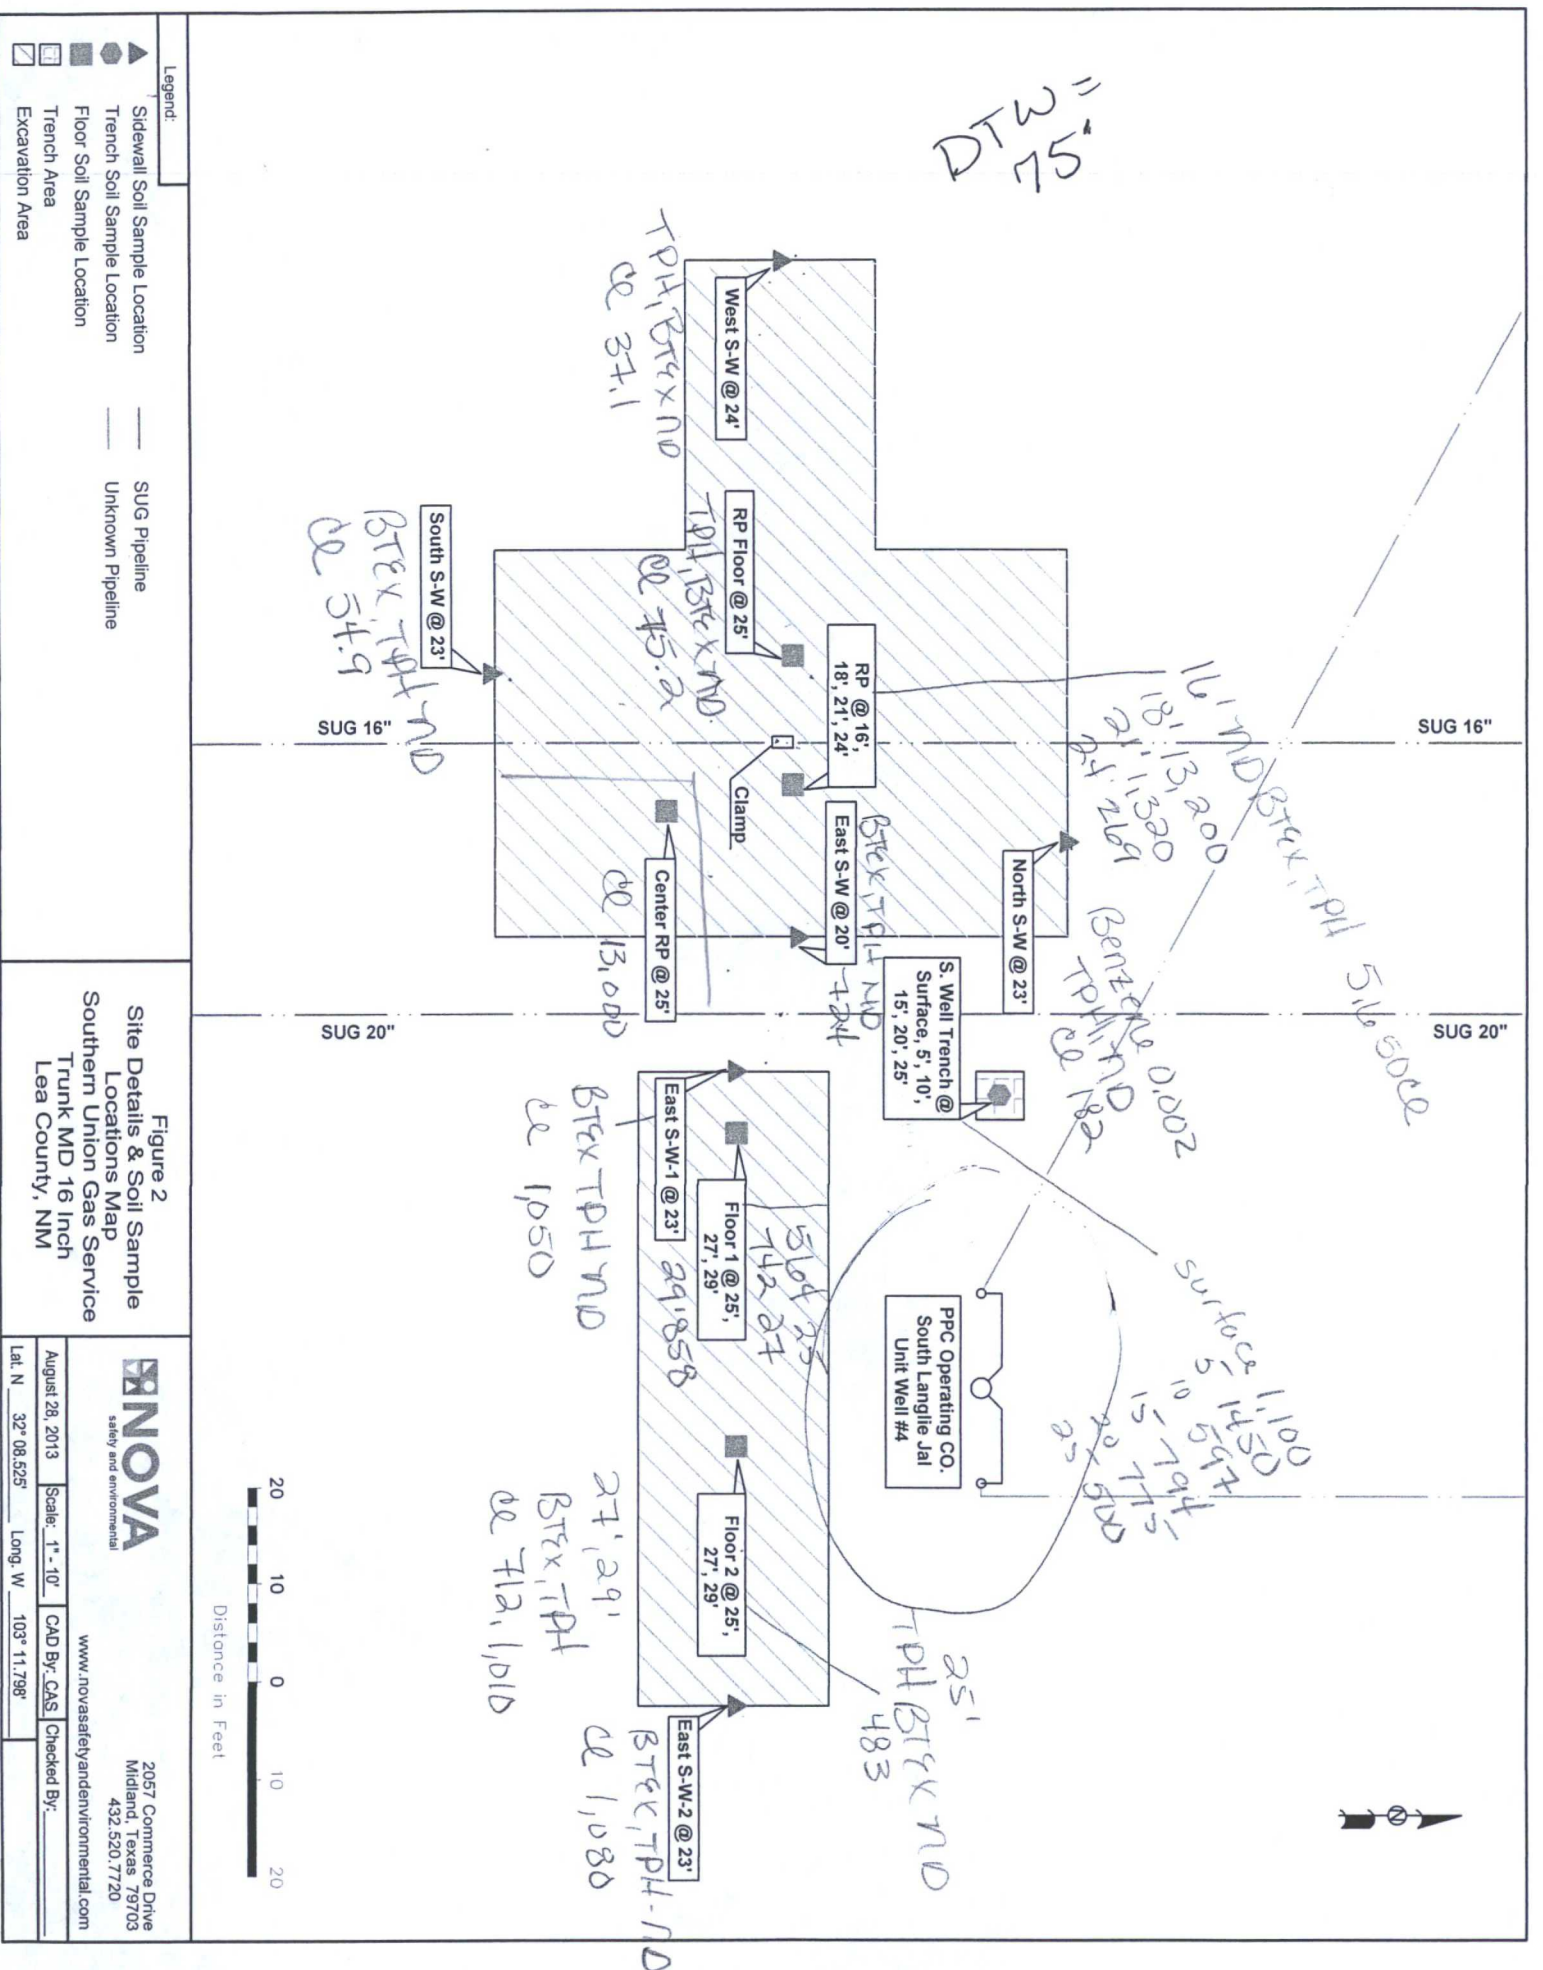 DTW =
75'
SUG 16"
SUG 20"
16' ND BTEX, TPH 5,650 Cl
18' 13,200
21' 1,320
24' 269
Benzene 0.002
TPH, ND
Cl 182
surface 1,100
5' 1450
10 597
15' 794
20 775
25' 500
North S-W @ 23'
S. Well Trench @
Surface, 5', 10',
15', 20', 25'
PPC Operating CO.
South Langlie Jal
Unit Well #4
25'
TPH BTEX ND
483
RP @ 16',
18', 21', 24'
East S-W @ 20'
BTEX, TPH ND
724
West S-W @ 24'
TPH, BTEX ND
Cl 37.1
RP Floor @ 25'
TPH, BTEX ND
Cl 75.2
Clamp
Center RP @ 25'
Cl 13,000
Floor 1 @ 25',
27', 29'
564 25
742 27
29' 858
Floor 2 @ 25',
27', 29'
27', 29'
BTEX, TPH
Cl 712, 1,010
East S-W-1 @ 23'
BTEX TPH ND
Cl 1,050
East S-W-2 @ 23'
BTEX, TPH-ND
Cl 1,080
South S-W @ 23'
BTEX, TPH-ND
Cl 54.9
SUG 16"
SUG 20"
20 10 0 10 20
Distance in Feet
Legend:
Sidewall Soil Sample Location
Trench Soil Sample Location
Floor Soil Sample Location
Trench Area
Excavation Area
SUG Pipeline
Unknown Pipeline
Figure 2
Site Details & Soil Sample
Locations Map
Southern Union Gas Service
Trunk MD 16 Inch
Lea County, NM
NOVA
safety and environmental
2057 Commerce Drive
Midland, Texas 79703
432.520.7720
www.novasafetyandenvironmental.com
August 28, 2013 Scale: 1" - 10' CAD By: CAS Checked By:
Lat. N 32° 08.525' Long. W 103° 11.798'
N